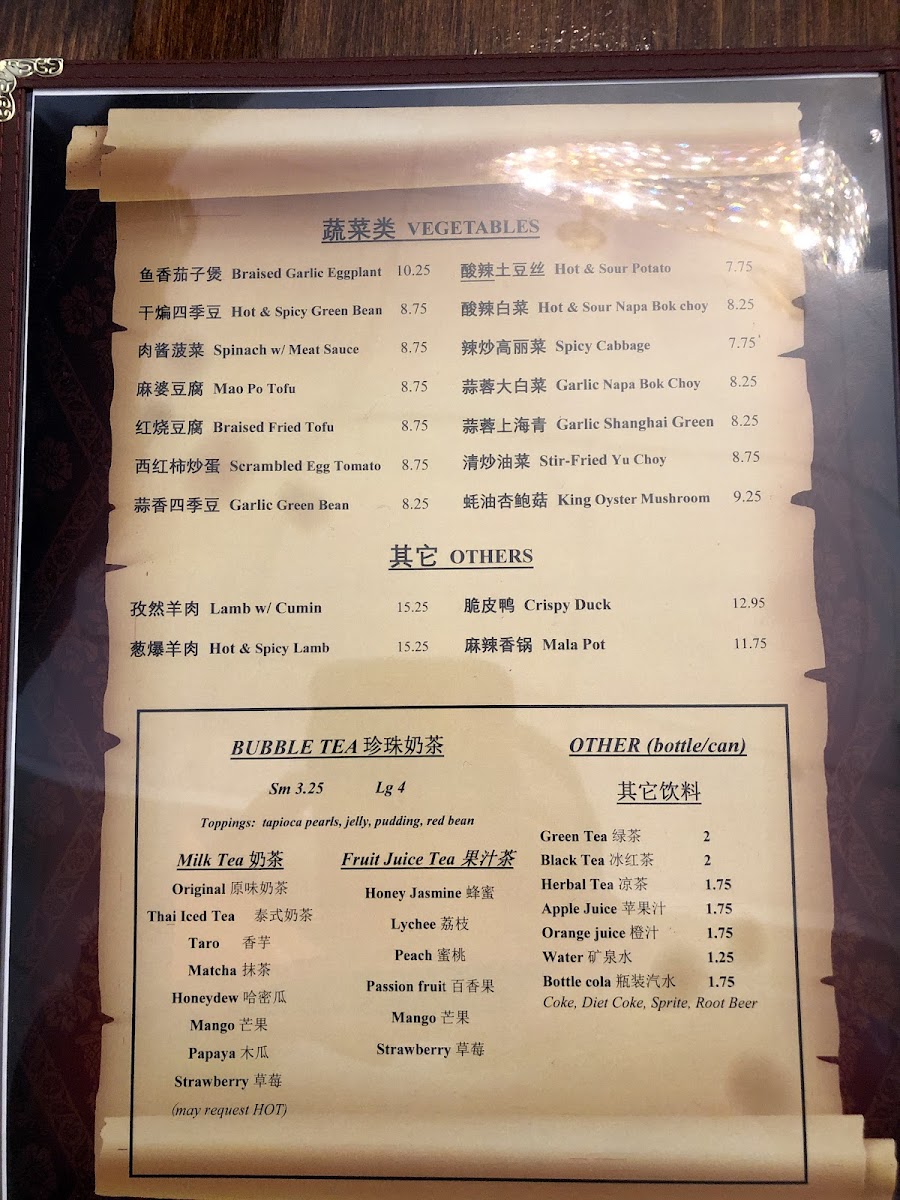 蔬菜类 VEGETABLES
鱼香茄子煲 Braised Garlic Eggplant 10.25
干煸四季豆 Hot & Spicy Green Bean 8.75
肉酱菠菜 Spinach w/ Meat Sauce 8.75
麻婆豆腐 Mao Po Tofu 8.75
红烧豆腐 Braised Fried Tofu 8.75
西红柿炒蛋 Scrambled Egg Tomato 8.75
蒜香四季豆 Garlic Green Bean 8.25
酸辣土豆丝 Hot & Sour Potato 7.75
酸辣白菜 Hot & Sour Napa Bok choy 8.25
辣炒高丽菜 Spicy Cabbage 7.75
蒜蓉大白菜 Garlic Napa Bok Choy 8.25
蒜蓉上海青 Garlic Shanghai Green 8.25
清炒油菜 Stir-Fried Yu Choy 8.75
蚝油杏鲍菇 King Oyster Mushroom 9.25
其它 OTHERS
孜然羊肉 Lamb w/ Cumin 15.25
葱爆羊肉 Hot & Spicy Lamb 15.25
脆皮鸭 Crispy Duck 12.95
麻辣香锅 Mala Pot 11.75
BUBBLE TEA 珍珠奶茶
Sm 3.25 Lg 4
Toppings: tapioca pearls, jelly, pudding, red bean
Milk Tea 奶茶
Original 原味奶茶
Thai Iced Tea 泰式奶茶
Taro 香芋
Matcha 抹茶
Honeydew 哈密瓜
Mango 芒果
Papaya 木瓜
Strawberry 草莓
(may request HOT)
Fruit Juice Tea 果汁茶
Honey Jasmine 蜂蜜
Lychee 荔枝
Peach 蜜桃
Passion fruit 百香果
Mango 芒果
Strawberry 草莓
OTHER (bottle/can)
其它饮料
Green Tea 绿茶 2
Black Tea 冰红茶 2
Herbal Tea 凉茶 1.75
Apple Juice 苹果汁 1.75
Orange juice 橙汁 1.75
Water 矿泉水 1.25
Bottle cola 瓶装汽水 1.75
Coke, Diet Coke, Sprite, Root Beer